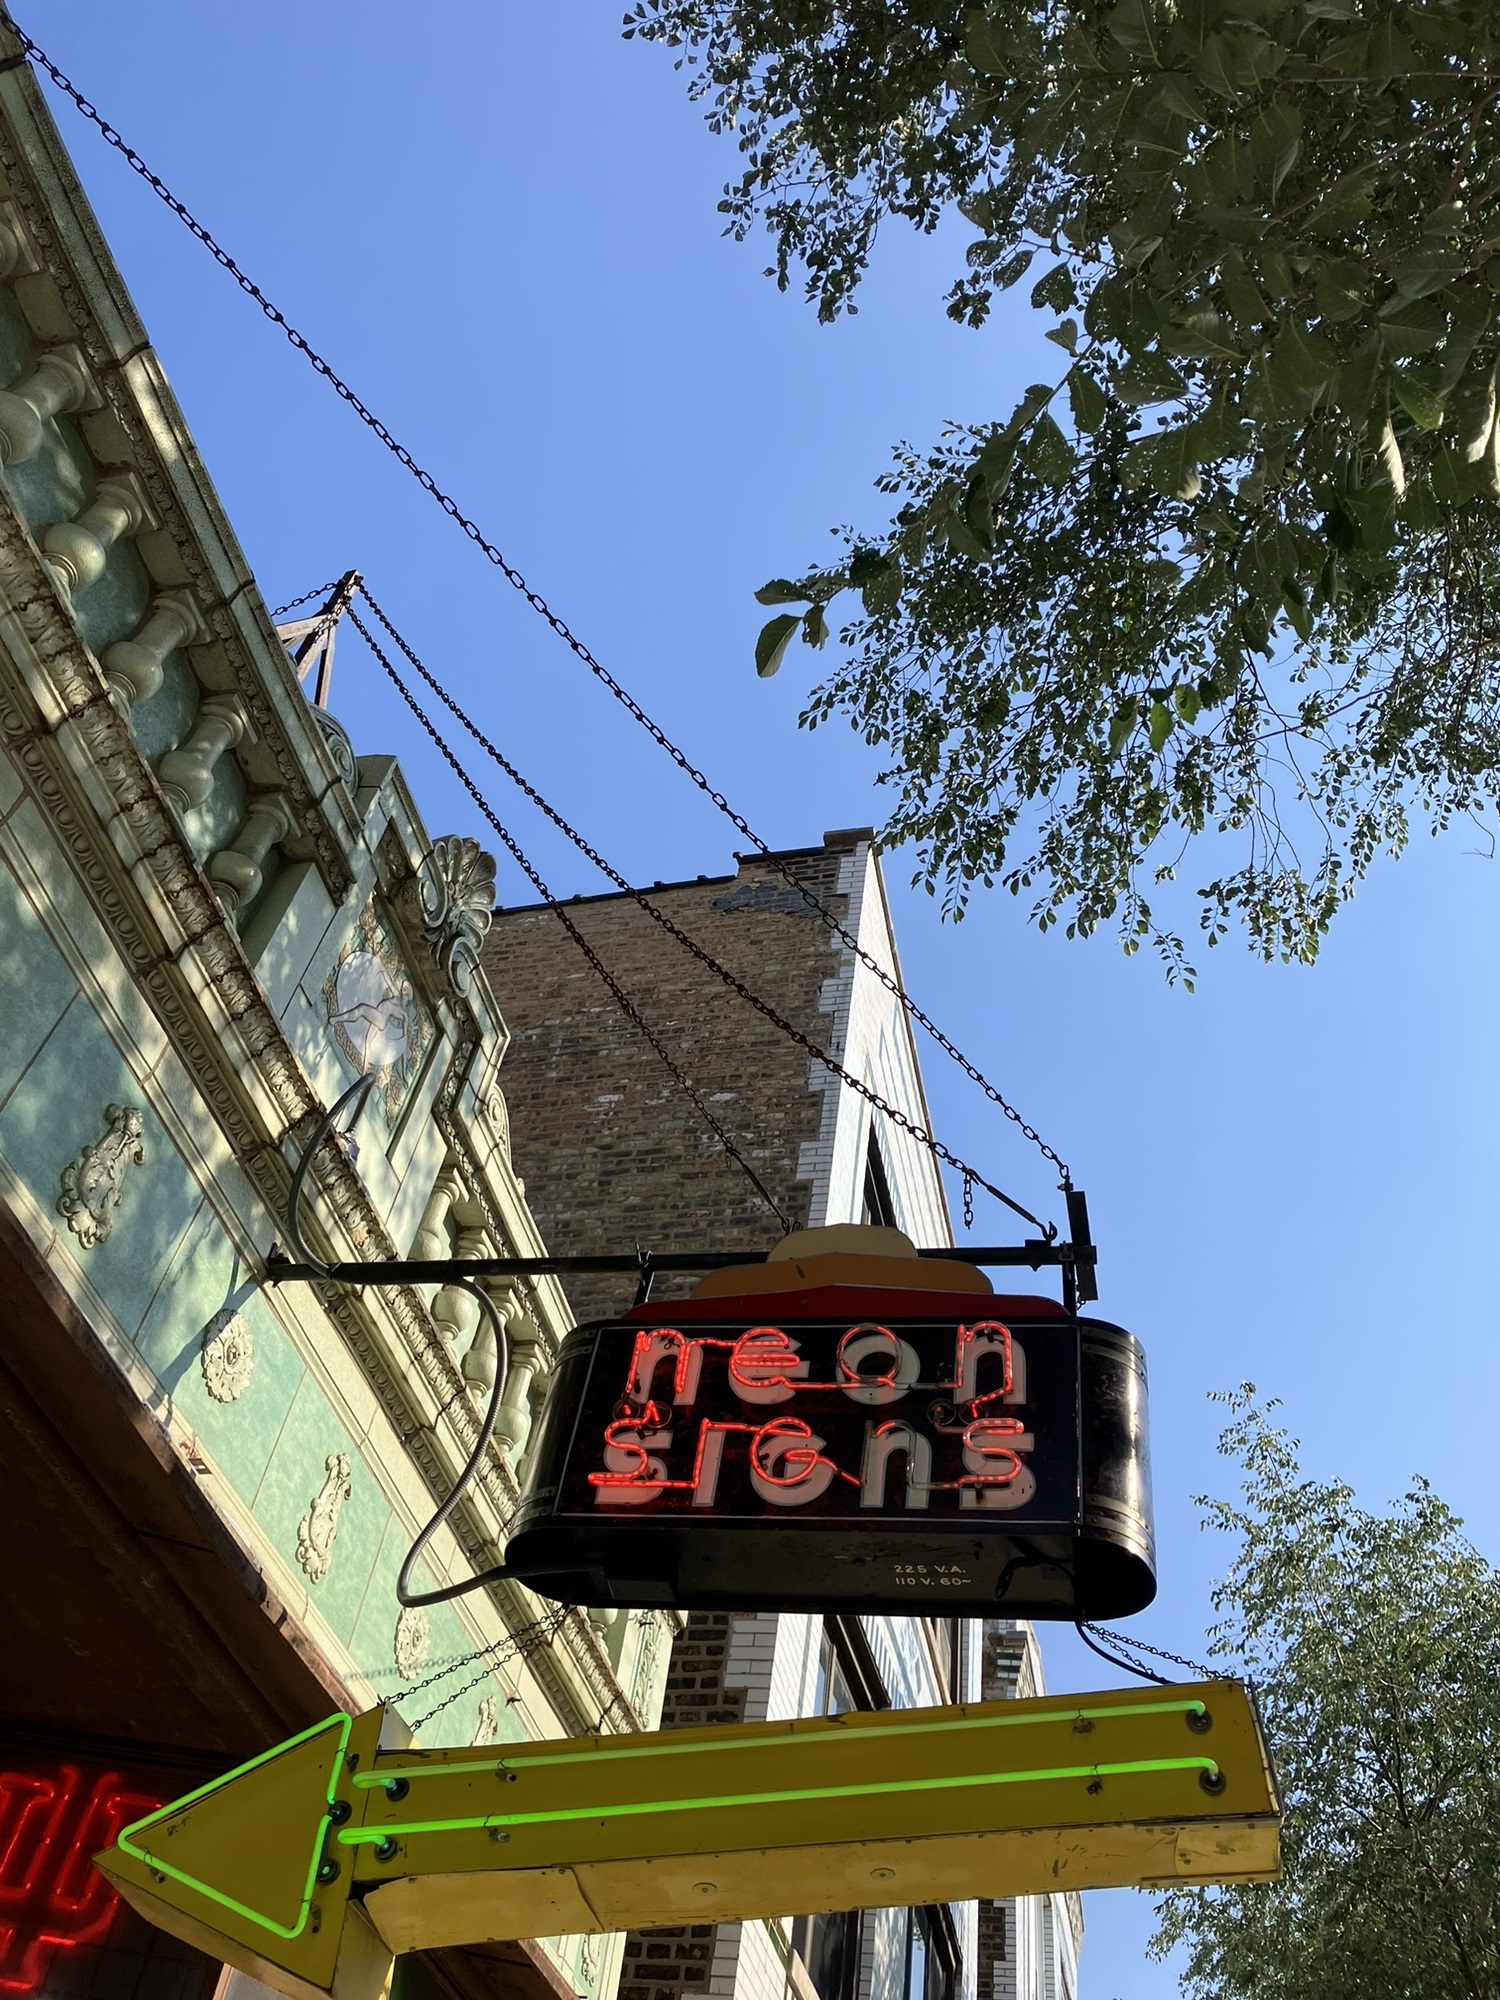 neon
signs
225 V.A.
110 V. 60~